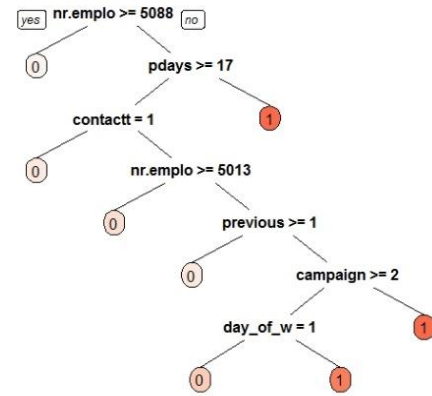 yes nr.emplo >= 5088 no
0 pdays >= 17
contactt = 1 1
0 nr.emplo >= 5013
0 previous >= 1
0 campaign >= 2
day_of_w = 1 1
0 1